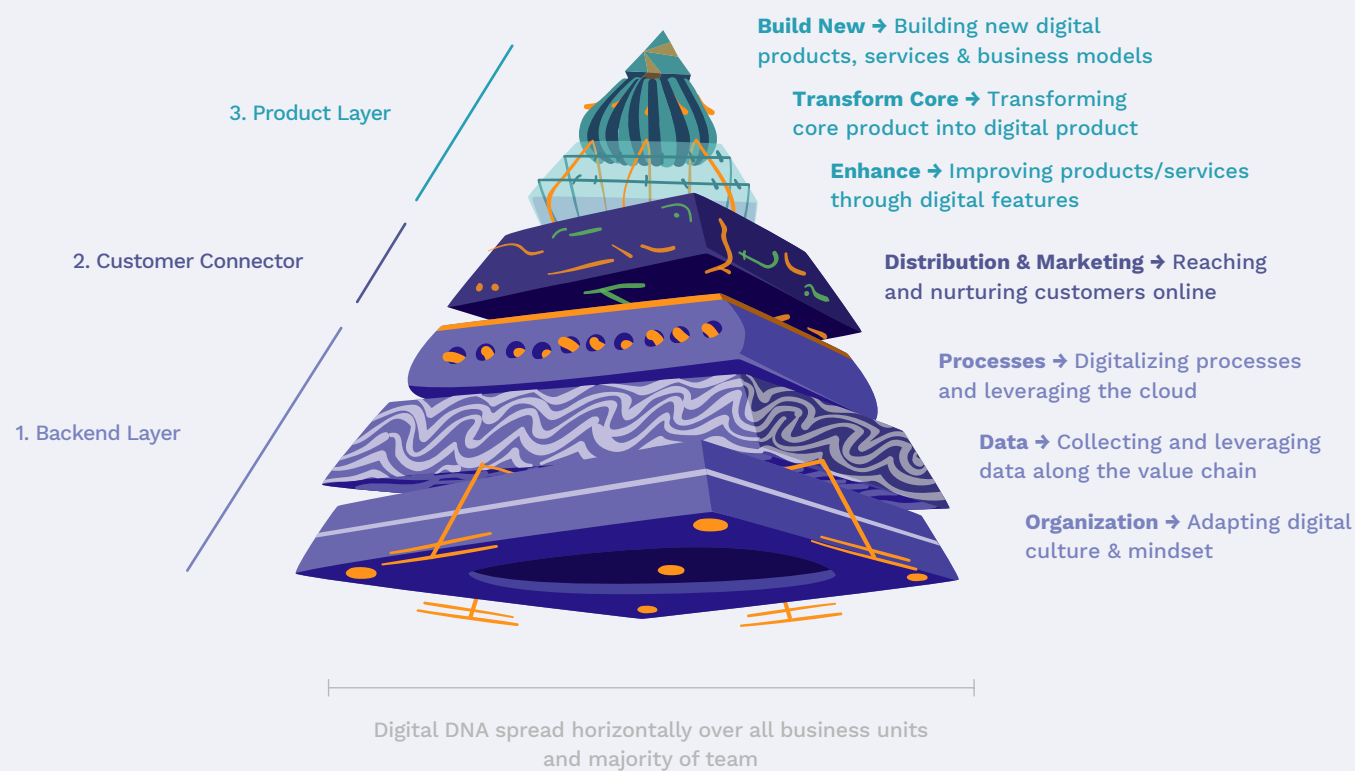 Build New → Building new digital
products, services & business models
3. Product Layer
Transform Core → Transforming
core product into digital product
Enhance → Improving products/services
through digital features
2. Customer Connector
Distribution & Marketing → Reaching
and nurturing customers online
Processes → Digitalizing processes
and leveraging the cloud
1. Backend Layer
Data → Collecting and leveraging
data along the value chain
Organization → Adapting digital
culture & mindset
Digital DNA spread horizontally over all business units
and majority of team